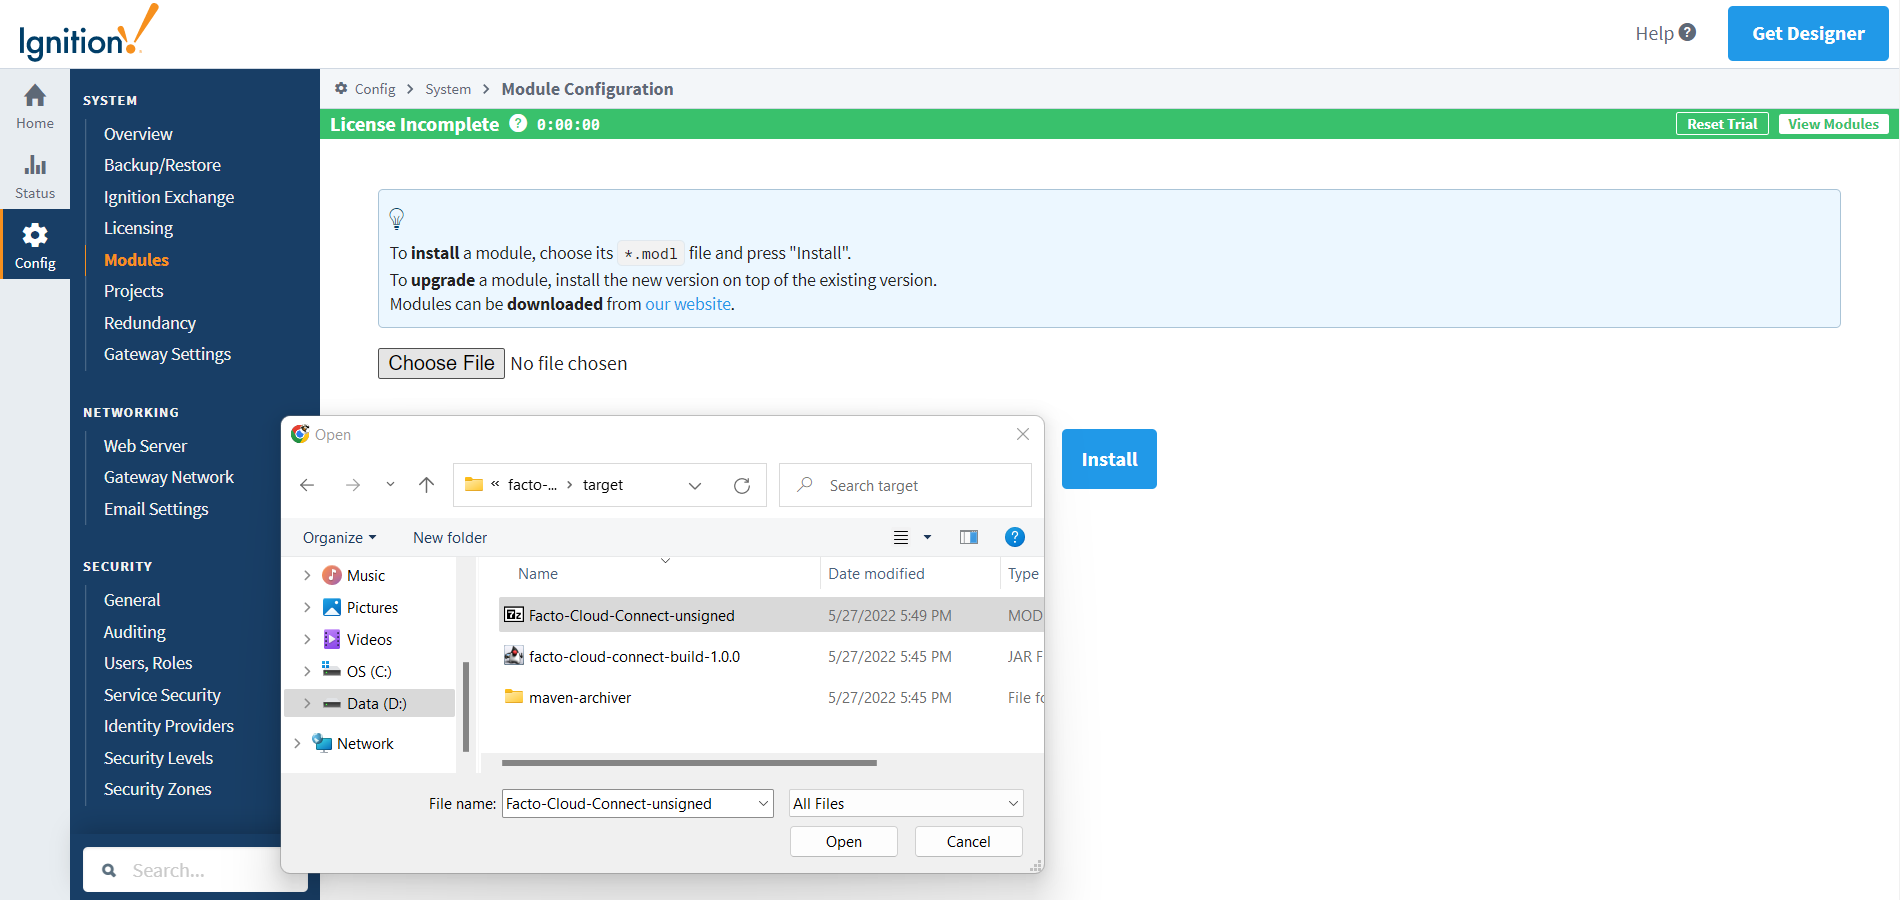 Ignition!
Help ?
Get Designer
Home
Status
Config
SYSTEM
Overview
Backup/Restore
Ignition Exchange
Licensing
Modules
Projects
Redundancy
Gateway Settings
NETWORKING
Web Server
Gateway Network
Email Settings
SECURITY
General
Auditing
Users, Roles
Service Security
Identity Providers
Security Levels
Security Zones
Search...
Config > System > Module Configuration
License Incomplete ? 0:00:00
Reset Trial
View Modules
To install a module, choose its *.modl file and press "Install".
To upgrade a module, install the new version on top of the existing version.
Modules can be downloaded from our website.
Choose File No file chosen
Install
Open
« facto-... > target
Search target
Organize
New folder
?
Music
Pictures
Videos
OS (C:)
Data (D:)
Network
Name Date modified Type
Facto-Cloud-Connect-unsigned 5/27/2022 5:49 PM MOD
facto-cloud-connect-build-1.0.0 5/27/2022 5:45 PM JAR F
maven-archiver 5/27/2022 5:45 PM File fo
File name: Facto-Cloud-Connect-unsigned
All Files
Open
Cancel